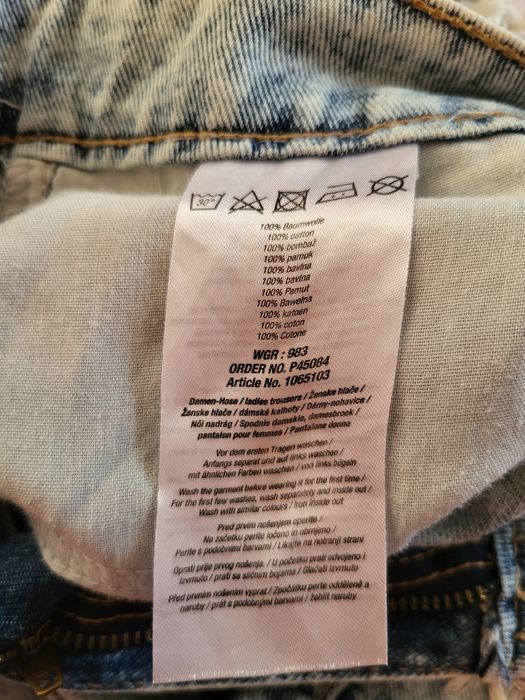 30°
100% Baumwolle
100% cotton
100% bombaž
100% pamuk
100% bavlna
100% bavlna
100% Pamut
100% Bawełna
100% katoen
100% coton
100% Cotone
WGR : 983
ORDER NO. P45084
Article No. 1065103
Damen-Hose / ladies trousers / Ženske hlače /
Ženske hlače / dámské kalhoty / Dámy-nohavice /
Női nadrág / Spodnie damskie, damesbroek /
pantalon pour femmes / Pantalone donna
Vor dem ersten Tragen waschen /
Anfangs separat und auf links waschen /
mit ähnlichen Farben waschen / von links bügeln
Wash the garment before wearing it for the first time /
For the first few washes, wash separately and inside out /
Wash with similar colours / Iron inside out
Pred prvim nošenjem operite /
Na začetku perite ločeno in obrnjeno /
Perite s podobnimi barvami / Likajte na notranji strani
Oprati prije prvog nošenja. / U početku prati odvojeno i
izvrnuto / prati sa sličnim bojama / Glačati izvrnuto
Před prvním nošením vyprat / Zpočátku perte odděleně a
naruby / prát s podobnými barvami / žehlit naruby